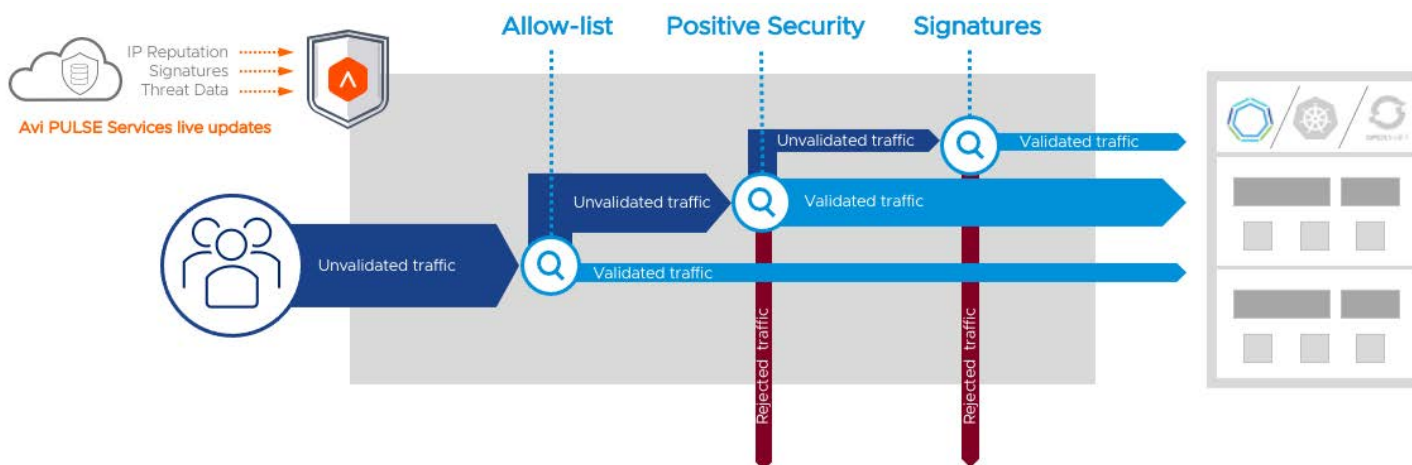 Allow-list
Positive Security
Signatures
IP Reputation
Signatures
Threat Data
Avi PULSE Services live updates
Unvalidated traffic
Validated traffic
Unvalidated traffic
Validated traffic
Unvalidated traffic
Validated traffic
Rejected traffic
Rejected traffic